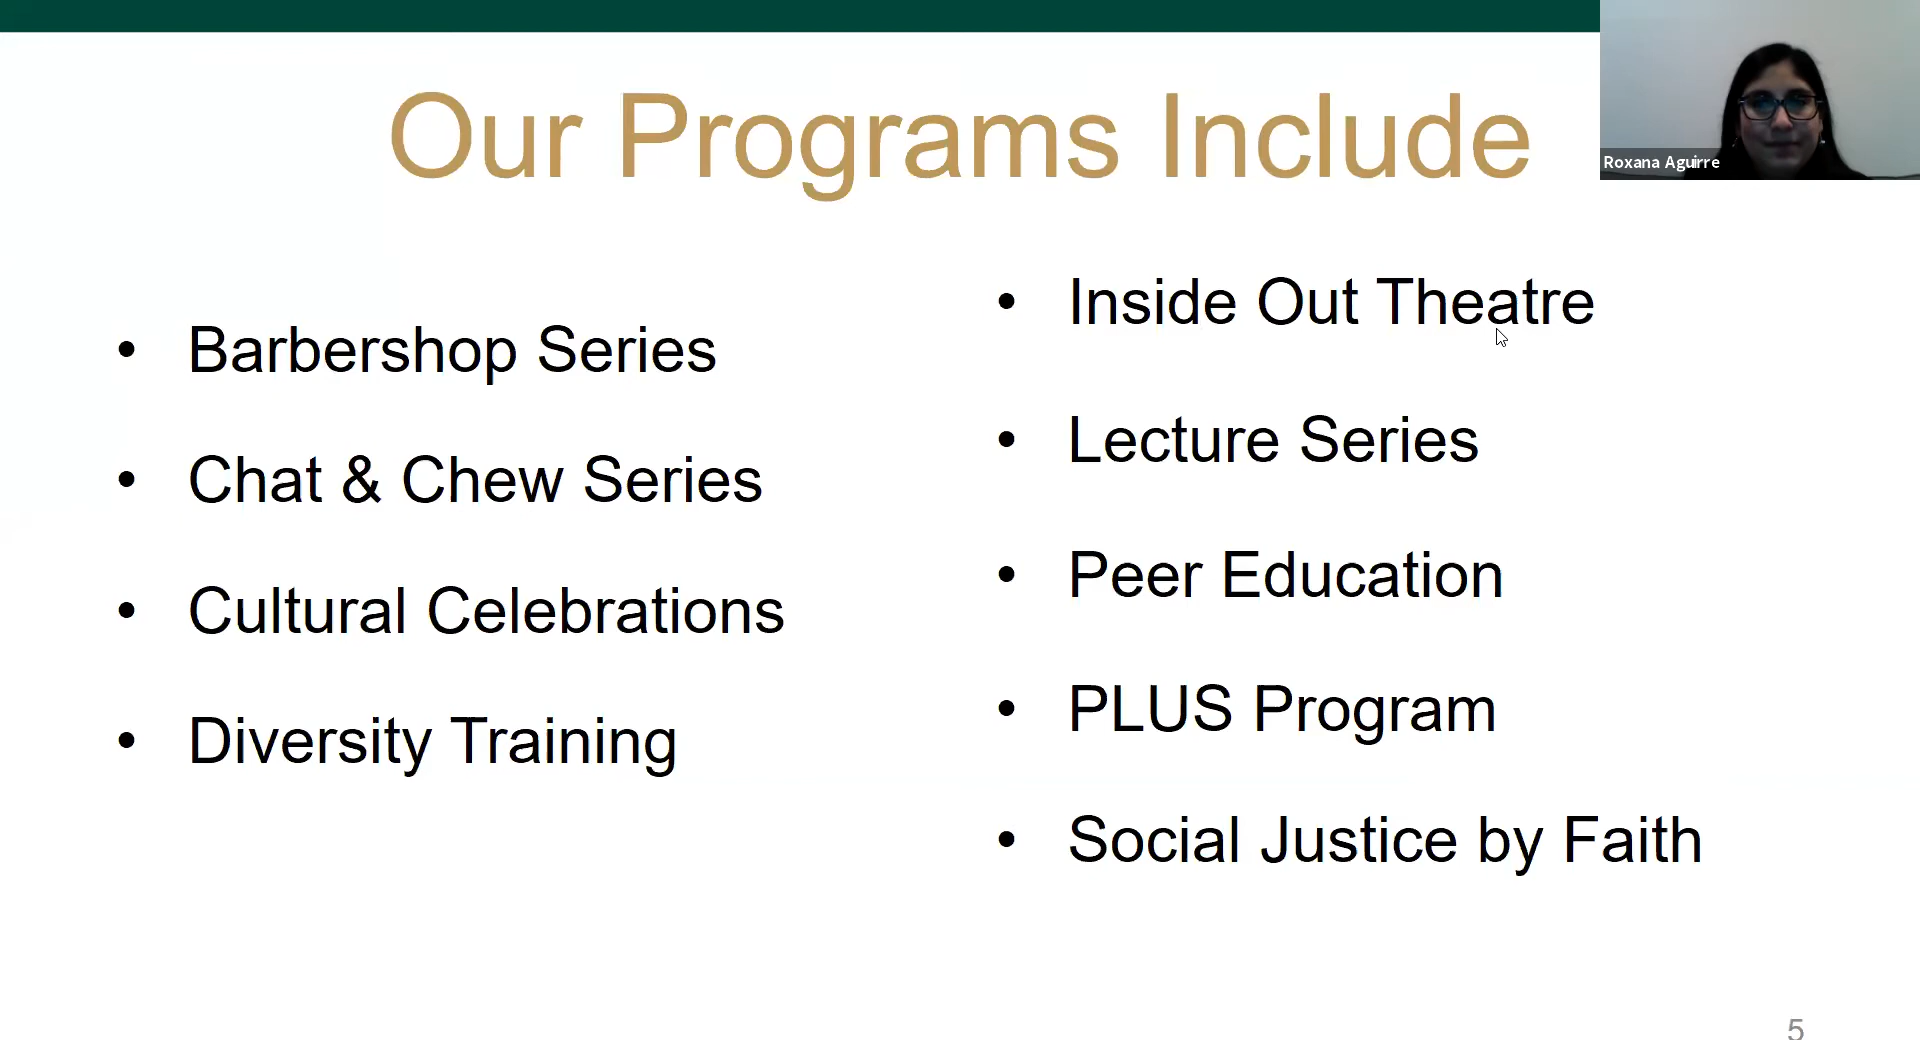 Our Programs Include
Roxana Aguirre
• Barbershop Series
• Chat & Chew Series
• Cultural Celebrations
• Diversity Training
• Inside Out Theatre
• Lecture Series
• Peer Education
• PLUS Program
• Social Justice by Faith
5